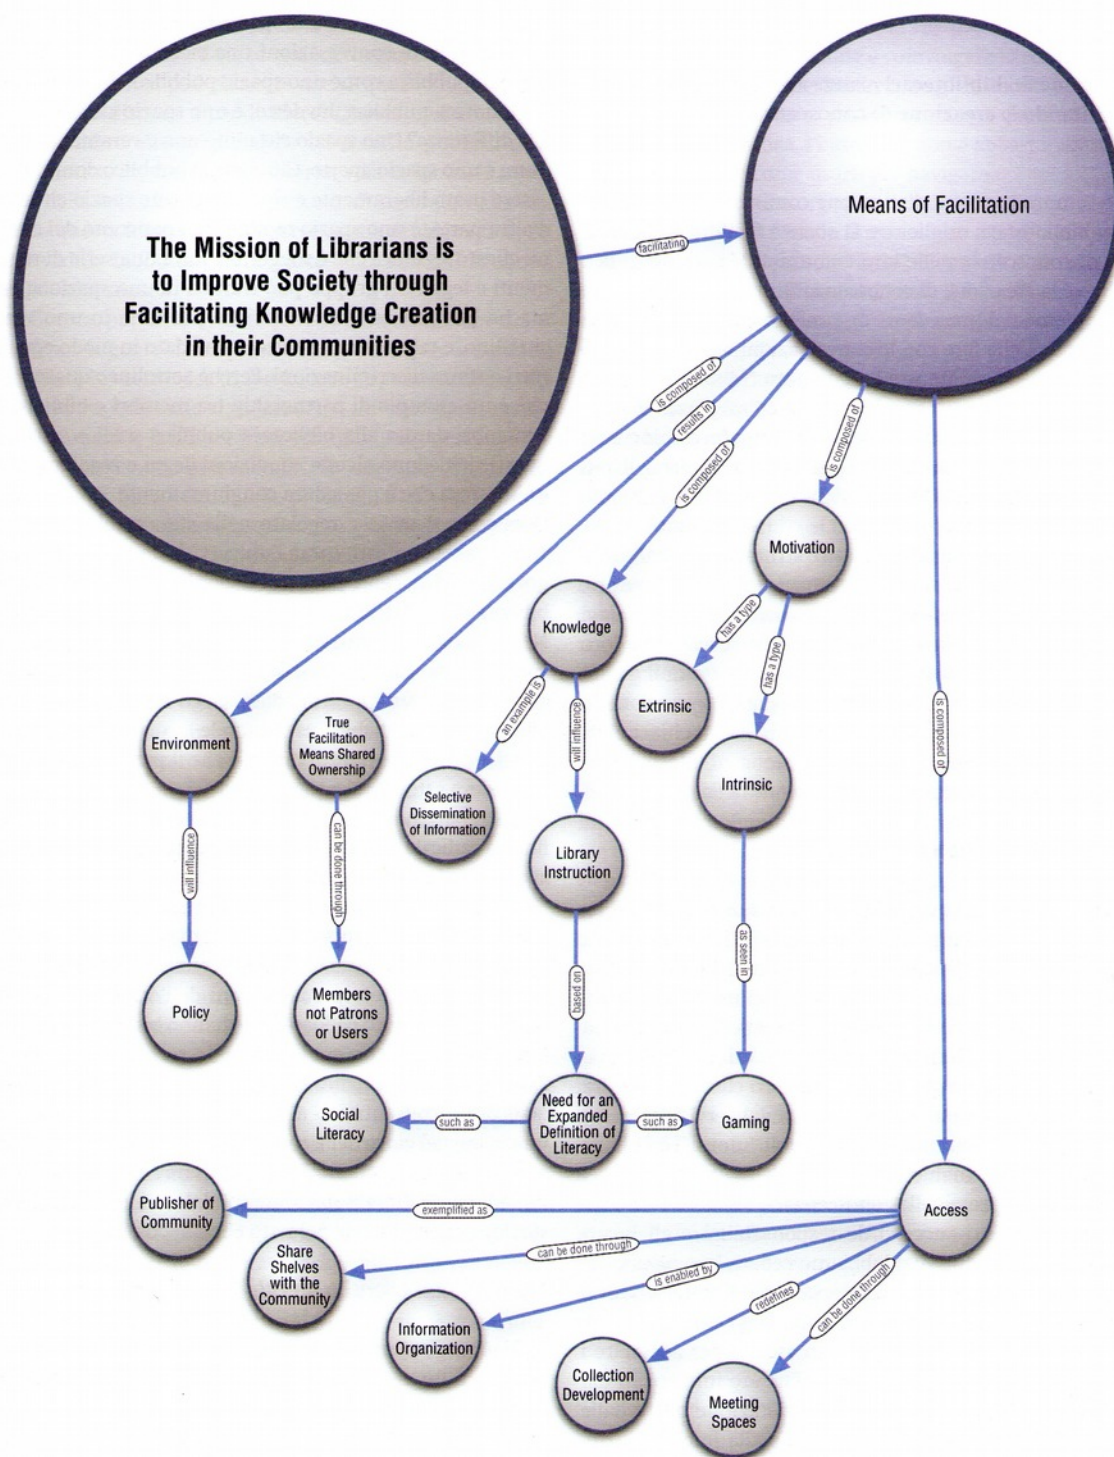 The Mission of Librarians is
to Improve Society through
Facilitating Knowledge Creation
in their Communities
facilitating
Means of Facilitation
is composed of
results in
is composed of
is composed of
is composed of
Motivation
has a type
has a type
Extrinsic
Intrinsic
as seen in
Knowledge
an example is
will influence
Selective
Dissemination
of Information
Library
Instruction
based on
Environment
will influence
Policy
True
Facilitation
Means Shared
Ownership
can be done through
Members
not Patrons
or Users
Social
Literacy
such as
Need for an
Expanded
Definition of
Literacy
such as
Gaming
Access
exemplified as
Publisher of
Community
can be done through
Share
Shelves
with the
Community
is enabled by
Information
Organization
redefines
Collection
Development
can be done through
Meeting
Spaces